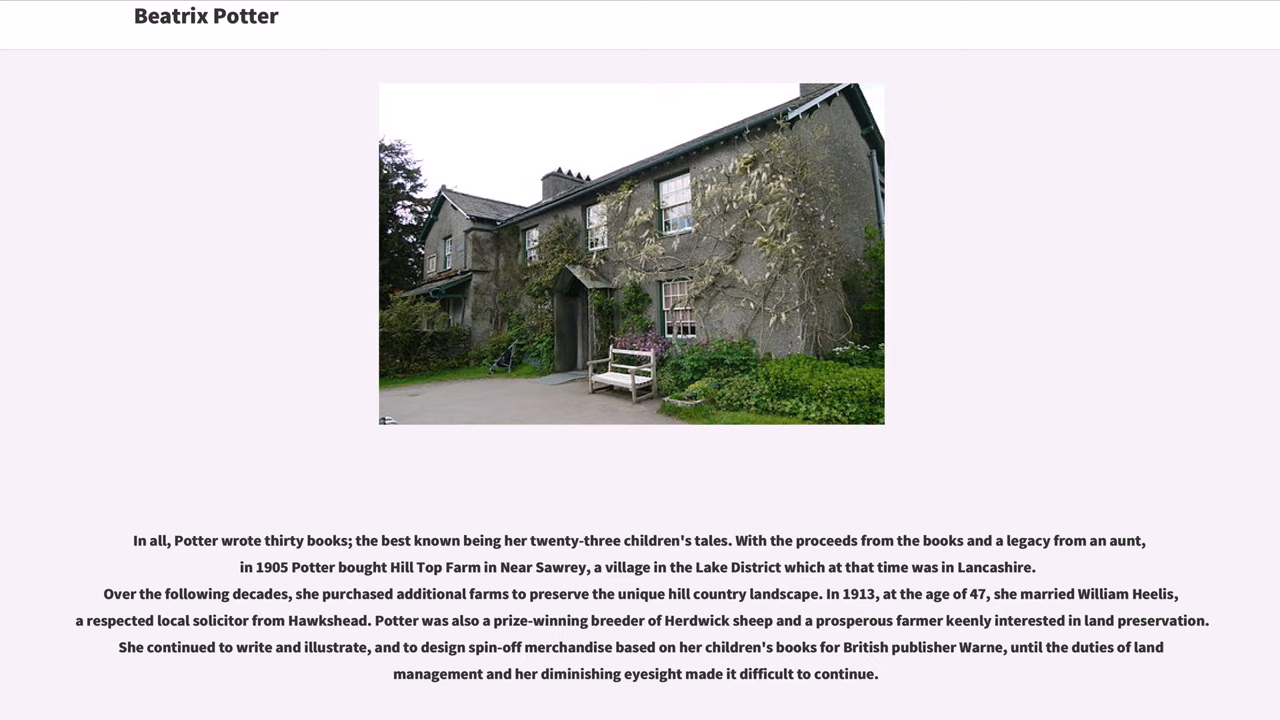 Beatrix Potter
In all, Potter wrote thirty books; the best known being her twenty-three children's tales. With the proceeds from the books and a legacy from an aunt,
in 1905 Potter bought Hill Top Farm in Near Sawrey, a village in the Lake District which at that time was in Lancashire.
Over the following decades, she purchased additional farms to preserve the unique hill country landscape. In 1913, at the age of 47, she married William Heelis,
a respected local solicitor from Hawkshead. Potter was also a prize-winning breeder of Herdwick sheep and a prosperous farmer keenly interested in land preservation.
She continued to write and illustrate, and to design spin-off merchandise based on her children's books for British publisher Warne, until the duties of land
management and her diminishing eyesight made it difficult to continue.